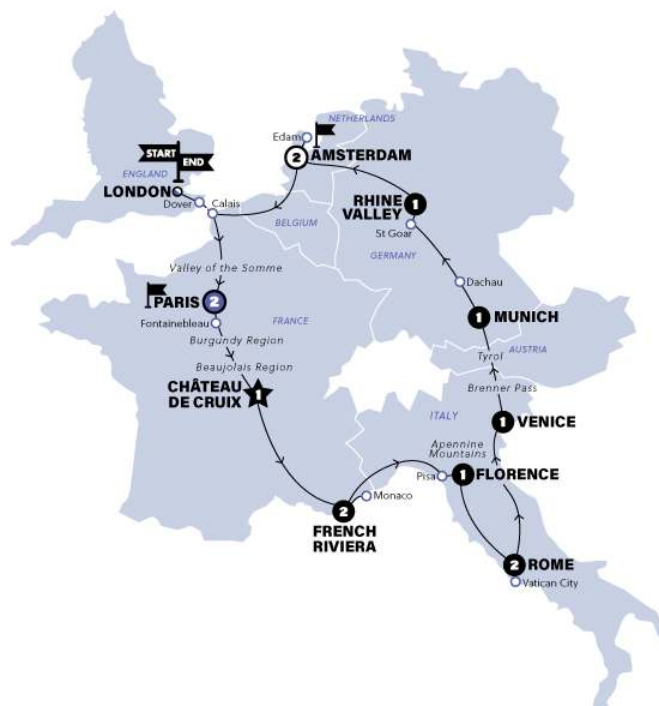 NETHERLANDS
Edam
START
2
AMSTERDAM
END
ENGLAND
LONDON
RHINE
VALLEY
1
Dover
Calais
BELGIUM
St Goar
GERMANY
Valley of the Somme
Dachau
PARIS
2
1
MUNICH
Fontainebleau
FRANCE
Burgundy Region
Tyrol
AUSTRIA
Beaujolais Region
Brenner Pass
CHÂTEAU
DE CRUIX
1
ITALY
1
VENICE
Apennine
Mountains
Pisa
1
FLORENCE
Monaco
2
FRENCH
RIVIERA
2
ROME
Vatican City